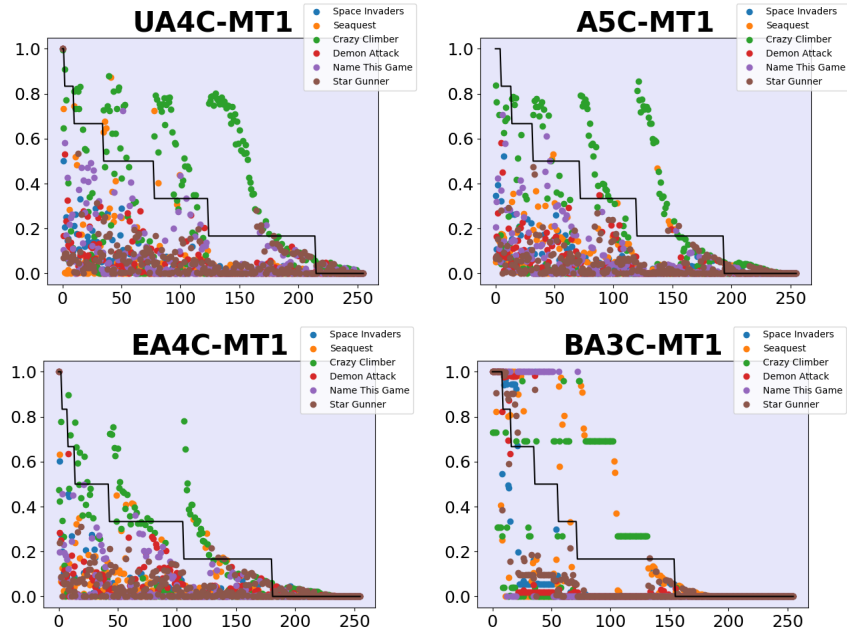 UA4C-MT1
Space Invaders
Seaquest
Crazy Climber
Demon Attack
Name This Game
Star Gunner
1.0
0.8
0.6
0.4
0.2
0.0
0
50
100
150
200
250
A5C-MT1
Space Invaders
Seaquest
Crazy Climber
Demon Attack
Name This Game
Star Gunner
1.0
0.8
0.6
0.4
0.2
0.0
0
50
100
150
200
250
EA4C-MT1
Space Invaders
Seaquest
Crazy Climber
Demon Attack
Name This Game
Star Gunner
1.0
0.8
0.6
0.4
0.2
0.0
0
50
100
150
200
250
BA3C-MT1
Space Invaders
Seaquest
Crazy Climber
Demon Attack
Name This Game
Star Gunner
1.0
0.8
0.6
0.4
0.2
0.0
0
50
100
150
200
250